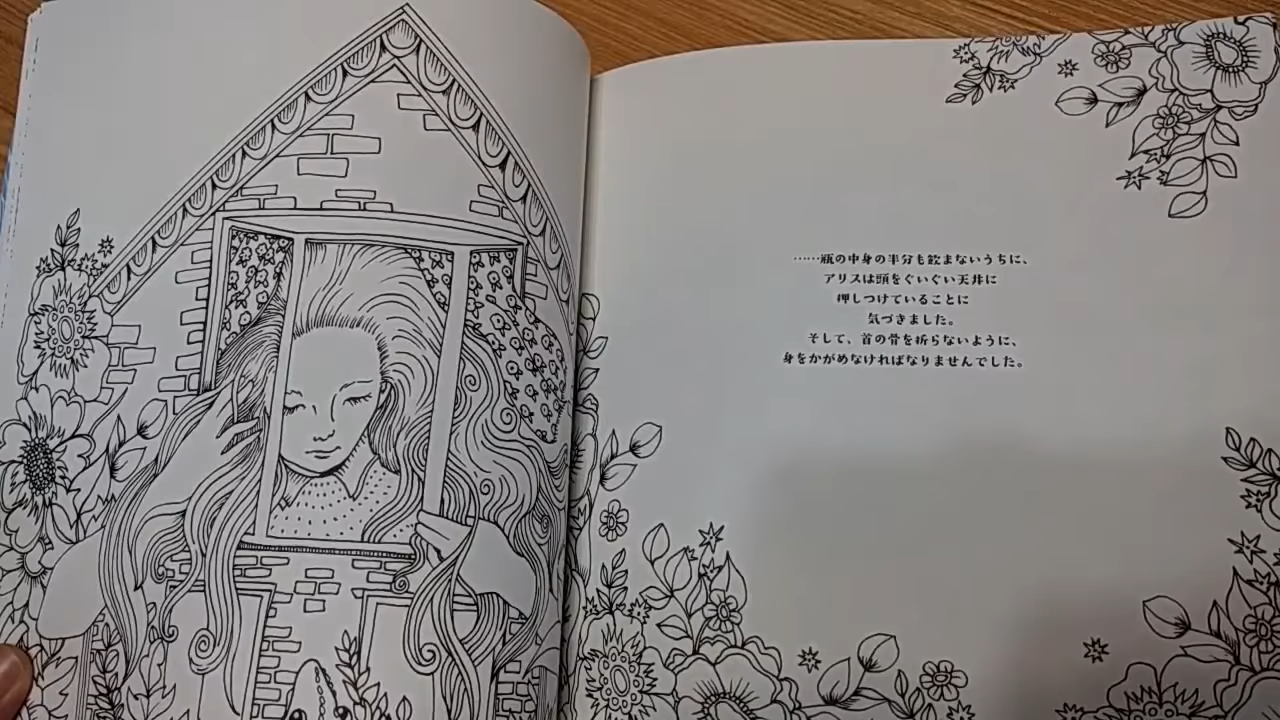 ……瓶の中身の半分も飲まないうちに、
アリスは頭をぐいぐい天井に
押しつけていることに
気づきました。
そして、首の骨を折らないように、
身をかがめなければなりませんでした。